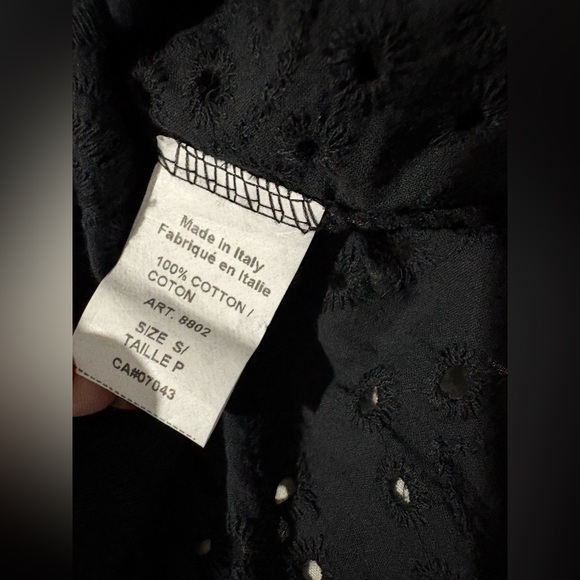 Made in Italy
Fabriqué en Italie
100% COTTON /
COTON
ART. 8802
SIZE S/
TAILLE P
CA#07043